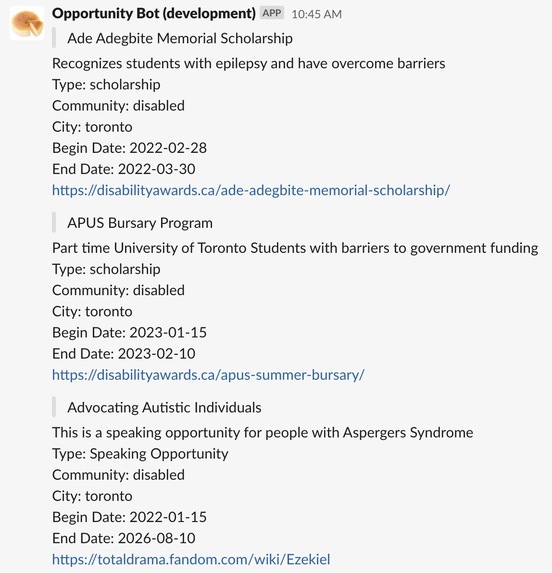 Opportunity Bot (development) APP 10:45 AM
Ade Adegbite Memorial Scholarship
Recognizes students with epilepsy and have overcome barriers
Type: scholarship
Community: disabled
City: toronto
Begin Date: 2022-02-28
End Date: 2022-03-30
https://disabilityawards.ca/ade-adegbite-memorial-scholarship/
APUS Bursary Program
Part time University of Toronto Students with barriers to government funding
Type: scholarship
Community: disabled
City: toronto
Begin Date: 2023-01-15
End Date: 2023-02-10
https://disabilityawards.ca/apus-summer-bursary/
Advocating Autistic Individuals
This is a speaking opportunity for people with Aspergers Syndrome
Type: Speaking Opportunity
Community: disabled
City: toronto
Begin Date: 2022-01-15
End Date: 2026-08-10
https://totaldrama.fandom.com/wiki/Ezekiel